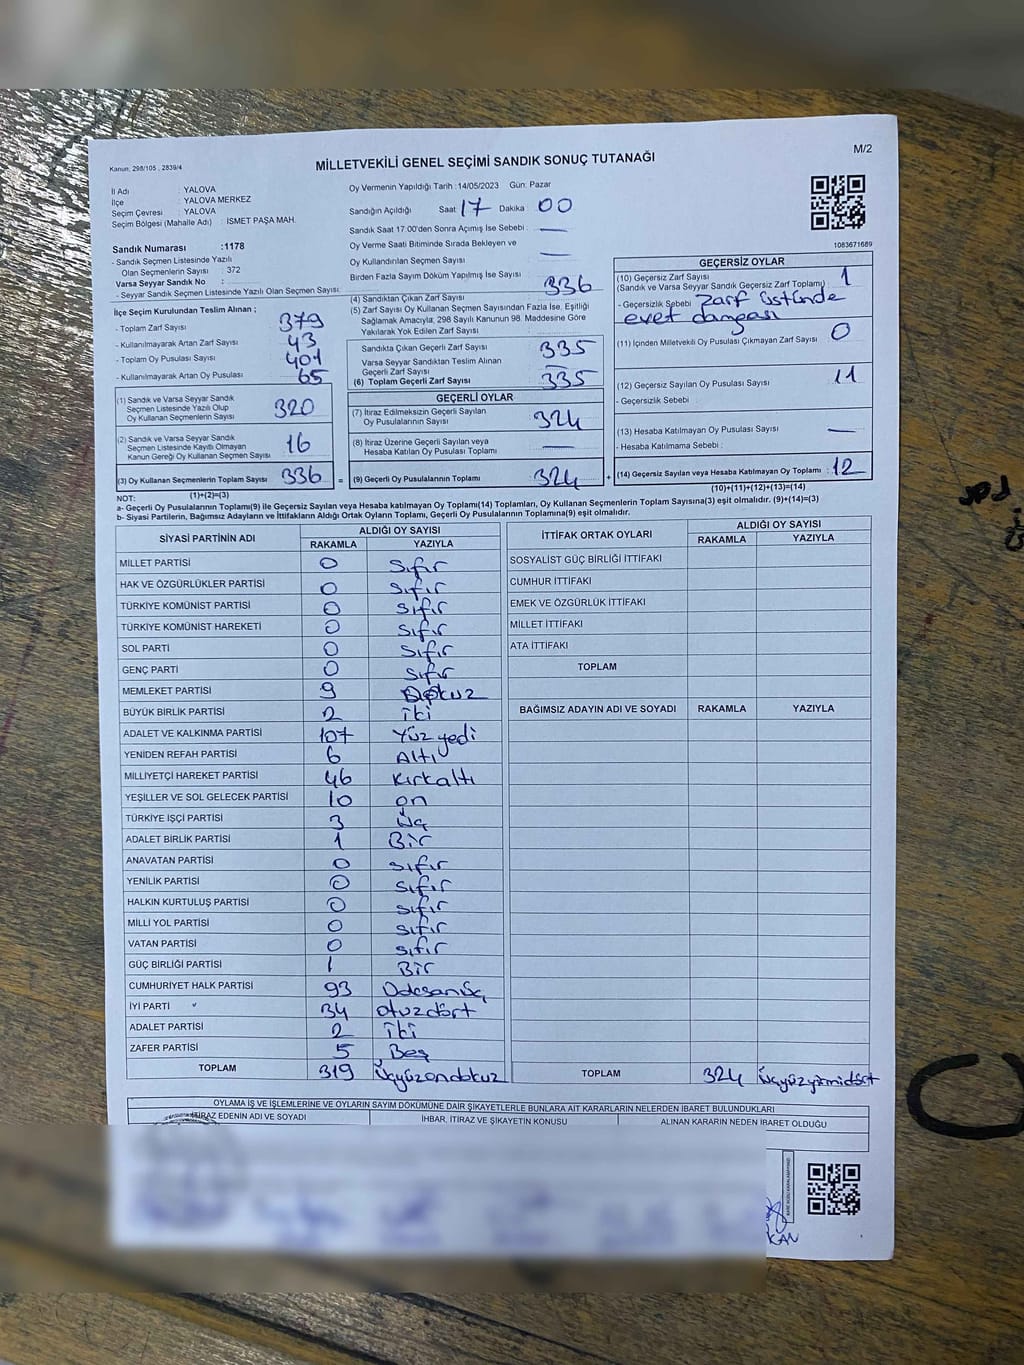 Kanun: 298/105 , 2839/4
MİLLETVEKİLİ GENEL SEÇİMİ SANDIK SONUÇ TUTANAĞI
M/2
İl Adı : YALOVA
İlçe : YALOVA MERKEZ
Seçim Çevresi : YALOVA
Seçim Bölgesi (Mahalle Adı) : İSMET PAŞA MAH.
Sandık Numarası :1178
- Sandık Seçmen Listesinde Yazılı
Olan Seçmenlerin Sayısı : 372
Varsa Seyyar Sandık No :
- Seyyar Sandık Seçmen Listesinde Yazılı Olan Seçmen Sayısı:
İlçe Seçim Kurulundan Teslim Alınan ;
- Toplam Zarf Sayısı : 379
- Kullanılmayarak Artan Zarf Sayısı : 43
- Toplam Oy Pusulası Sayısı : 401
- Kullanılmayarak Artan Oy Pusulası : 65
(1) Sandık ve Varsa Seyyar Sandık
Seçmen Listesinde Yazılı Olup
Oy Kullanan Seçmenlerin Sayısı : 320
(2) Sandık ve Varsa Seyyar Sandık
Seçmen Listesinde Kayıtlı Olmayan
Kanun Gereği Oy Kullanan Seçmen Sayısı : 16
(3) Oy Kullanan Seçmenlerin Toplam Sayısı : 336 =
(1)+(2)=(3)
Oy Vermenin Yapıldığı Tarih :14/05/2023 Gün: Pazar
Sandığın Açıldığı Saat : 17 Dakika : 00
Sandık Saat 17:00'den Sonra Açımış İse Sebebi : —
Oy Verme Saati Bitiminde Sırada Bekleyen ve
Oy Kullandırılan Seçmen Sayısı : —
Birden Fazla Sayım Döküm Yapılmış İse Sayısı :
(4) Sandıktan Çıkan Zarf Sayısı : 336
(5) Zarf Sayısı Oy Kullanan Seçmen Sayısından Fazla İse, Eşitliği
Sağlamak Amacıyla; 298 Sayılı Kanunun 98. Maddesine Göre
Yakılarak Yok Edilen Zarf Sayısı :
Sandıkta Çıkan Geçerli Zarf Sayısı : 335
Varsa Seyyar Sandıktan Teslim Alınan
Geçerli Zarf Sayısı : —
(6) Toplam Geçerli Zarf Sayısı : 335
GEÇERLİ OYLAR
(7) İtiraz Edilmeksizin Geçerli Sayılan
Oy Pusulalarının Sayısı : 324
(8) İtiraz Üzerine Geçerli Sayılan veya
Hesaba Katılan Oy Pusulası Toplamı : —
(9) Geçerli Oy Pusulalarının Toplamı : 324 +
1083671689
GEÇERSİZ OYLAR
(10) Geçersiz Zarf Sayısı
(Sandık ve Varsa Seyyar Sandık Geçersiz Zarf Toplamı) : 1
- Geçersizlik Sebebi : Zarf üstünde
evet damgası
(11) İçinden Milletvekili Oy Pusulası Çıkmayan Zarf Sayısı : 0
(12) Geçersiz Sayılan Oy Pusulası Sayısı : 11
- Geçersizlik Sebebi :
(13) Hesaba Katılmayan Oy Pusulası Sayısı : —
- Hesaba Katılmama Sebebi :
(14) Geçersiz Sayılan veya Hesaba Katılmayan Oy Toplamı : 12
(10)+(11)+(12)+(13)=(14)
NOT:
a- Geçerli Oy Pusulalarının Toplamı(9) ile Geçersiz Sayılan veya Hesaba katılmayan Oy Toplamı(14) Toplamları, Oy Kullanan Seçmenlerin Toplam Sayısına(3) eşit olmalıdır. (9)+(14)=(3)
b- Siyasi Partilerin, Bağımsız Adayların ve İttifakların Aldığı Ortak Oyların Toplamı, Geçerli Oy Pusulalarının Toplamına(9) eşit olmalıdır.
SİYASİ PARTİNİN ADI ALDIĞI OY SAYISI
RAKAMLA YAZIYLA
MİLLET PARTİSİ 0 sıfır
HAK VE ÖZGÜRLÜKLER PARTİSİ 0 sıfır
TÜRKİYE KOMÜNİST PARTİSİ 0 sıfır
TÜRKİYE KOMÜNİST HAREKETİ 0 sıfır
SOL PARTİ 0 sıfır
GENÇ PARTİ 0 sıfır
MEMLEKET PARTİSİ 9 Dokuz
BÜYÜK BİRLİK PARTİSİ 2 iki
ADALET VE KALKINMA PARTİSİ 107 Yüz yedi
YENİDEN REFAH PARTİSİ 6 Altı
MİLLİYETÇİ HAREKET PARTİSİ 46 Kırkaltı
YEŞİLLER VE SOL GELECEK PARTİSİ 10 on
TÜRKİYE İŞÇİ PARTİSİ 3 Üç
ADALET BİRLİK PARTİSİ 1 Bir
ANAVATAN PARTİSİ 0 sıfır
YENİLİK PARTİSİ 0 sıfır
HALKIN KURTULUŞ PARTİSİ 0 sıfır
MİLLİ YOL PARTİSİ 0 sıfır
VATAN PARTİSİ 0 sıfır
GÜÇ BİRLİĞİ PARTİSİ 1 Bir
CUMHURİYET HALK PARTİSİ 93
İYİ PARTİ 34 otuzdört
ADALET PARTİSİ 2 iki
ZAFER PARTİSİ 5 Beş
TOPLAM 319 Üçyüzondokuz
İTTİFAK ORTAK OYLARI ALDIĞI OY SAYISI
RAKAMLA YAZIYLA
SOSYALİST GÜÇ BİRLİĞİ İTTİFAKI
CUMHUR İTTİFAKI
EMEK VE ÖZGÜRLÜK İTTİFAKI
MİLLET İTTİFAKI
ATA İTTİFAKI
TOPLAM
BAĞIMSIZ ADAYIN ADI VE SOYADI RAKAMLA YAZIYLA
TOPLAM 324 Üçyüzyirmidört
OYLAMA İŞ VE İŞLEMLERİNE VE OYLARIN SAYIM DÖKÜMÜNE DAİR ŞİKAYETLERLE BUNLARA AİT KARARLARIN NELERDEN İBARET BULUNDUKLARI
İTİRAZ EDENİN ADI VE SOYADI İHBAR, İTİRAZ VE ŞİKAYETİN KONUSU ALINAN KARARIN NEDEN İBARET OLDUĞU